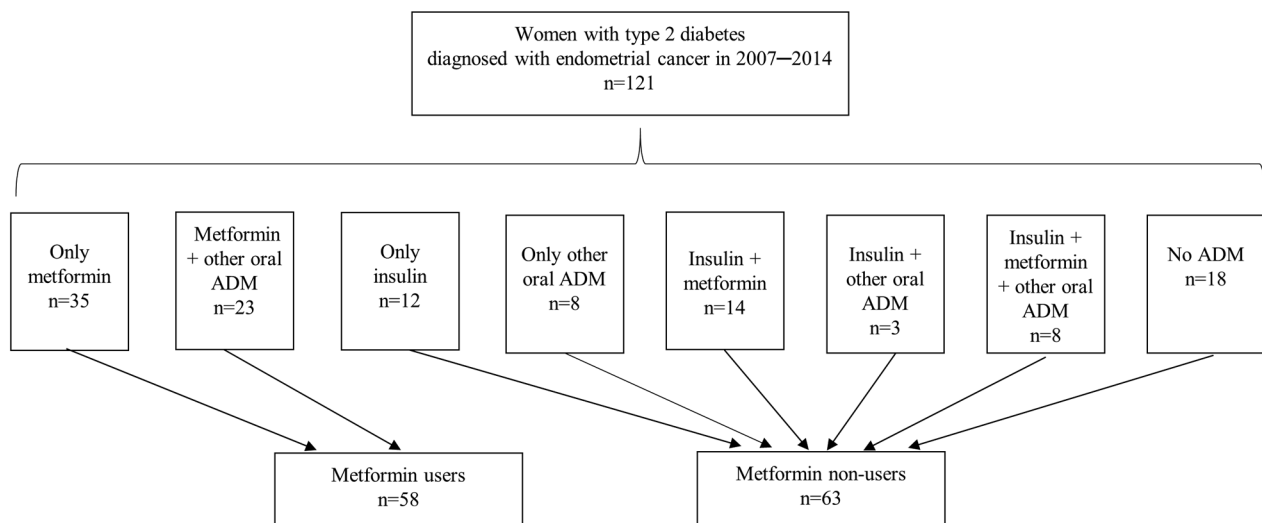 Women with type 2 diabetes
diagnosed with endometrial cancer in 2007—2014
n=121
Only
metformin
n=35
Metformin
+ other oral
ADM
n=23
Only
insulin
n=12
Only other
oral ADM
n=8
Insulin +
metformin
n=14
Insulin +
other oral
ADM
n=3
Insulin +
metformin
+ other oral
ADM
n=8
No ADM
n=18
Metformin users
n=58
Metformin non-users
n=63